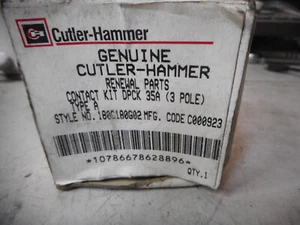 Cutler-Hammer
GENUINE
CUTLER-HAMMER
RENEWAL PARTS
CONTACT KIT DPCK 35A (3 POLE)
TYPE A
STYLE NO. 180C180G02 MFG. CODE C000923
*10786678628896*
QTY.1